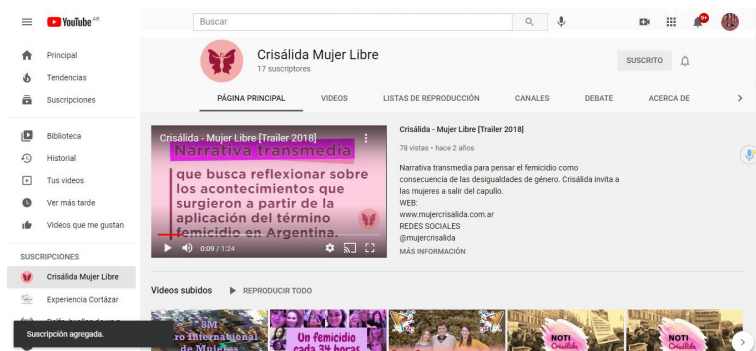 YouTube AR
Buscar
9+
Principal
Tendencias
Suscripciones
Biblioteca
Historial
Tus videos
Ver más tarde
Videos que me gustan
SUSCRIPCIONES
Crisálida Mujer Libre
Experiencia Cortázar
Suscripción agregada.
Crisálida Mujer Libre
17 suscriptores
SUSCRITO
PÁGINA PRINCIPAL
VIDEOS
LISTAS DE REPRODUCCIÓN
CANALES
DEBATE
ACERCA DE
Crisálida - Mujer Libre [Trailer 2018]
Narrativa transmedia
que busca reflexionar sobre
los acontecimientos que
surgieron a partir de la
aplicación del término
femicidio en Argentina.
0:09 / 1:24
Crisálida - Mujer Libre [Trailer 2018]
78 vistas • hace 2 años
Narrativa transmedia para pensar el femicidio como
consecuencia de las desigualdades de género. Crisálida invita a
las mujeres a salir del capullo.
WEB:
www.mujercrisalida.com.ar
REDES SOCIALES
@mujercrisalida
MÁS INFORMACIÓN
Videos subidos
REPRODUCIR TODO
8M
ro Internacional
de Mujeres
Un femicidio
cada 34 horas
NOTI
Crisálida
NOTI
Crisálida